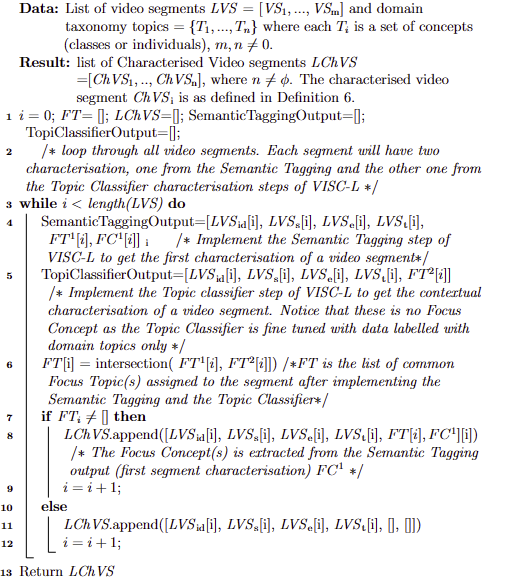 Data: List of video segments LVS = [VS₁, ..., VSₘ] and domain
taxonomy topics = {T₁, ..., Tₙ} where each Tᵢ is a set of concepts
(classes or individuals), m, n ≠ 0.
Result: list of Characterised Video segments LChVS
=[ChVS₁, .., ChVSₙ], where n ≠ ϕ. The characterised video
segment ChVSᵢ is as defined in Definition 6.
1 i = 0; FT= []; LChVS=[]; SemanticTaggingOutput=[];
TopiClassifierOutput=[];
2 /* loop through all video segments. Each segment will have two
characterisation, one from the Semantic Tagging and the other one from
the Topic Classifier characterisation steps of VISC-L */
3 while i < length(LVS) do
4 SemanticTaggingOutput=[LVS_id[i], LVSₛ[i], LVSₑ[i], LVSₜ[i],
FT¹[i], FC¹[i]] ᵢ /* Implement the Semantic Tagging step of
VISC-L to get the first characterisation of a video segment*/
5 TopiClassifierOutput=[LVS_id[i], LVSₛ[i], LVSₑ[i], LVSₜ[i], FT²[i]]
/* Implement the Topic classifier step of VISC-L to get the contextual
characterisation of a video segment. Notice that these is no Focus
Concept as the Topic Classifier is fine tuned with data labelled with
domain topics only */
6 FT[i] = intersection( FT¹[i], FT²[i]]) /*FT is the list of common
Focus Topic(s) assigned to the segment after implementing the
Semantic Tagging and the Topic Classifier*/
7 if FTᵢ ≠ [] then
8 LChVS.append([LVS_id[i], LVSₛ[i], LVSₑ[i], LVSₜ[i], FT[i], FC¹][i])
/* The Focus Concept(s) is extracted from the Semantic Tagging
output (first segment characterisation) FC¹ */
9 i = i + 1;
10 else
11 LChVS.append([LVS_id[i], LVSₛ[i], LVSₑ[i], LVSₜ[i], [], []])
12 i = i + 1;
13 Return LChVS